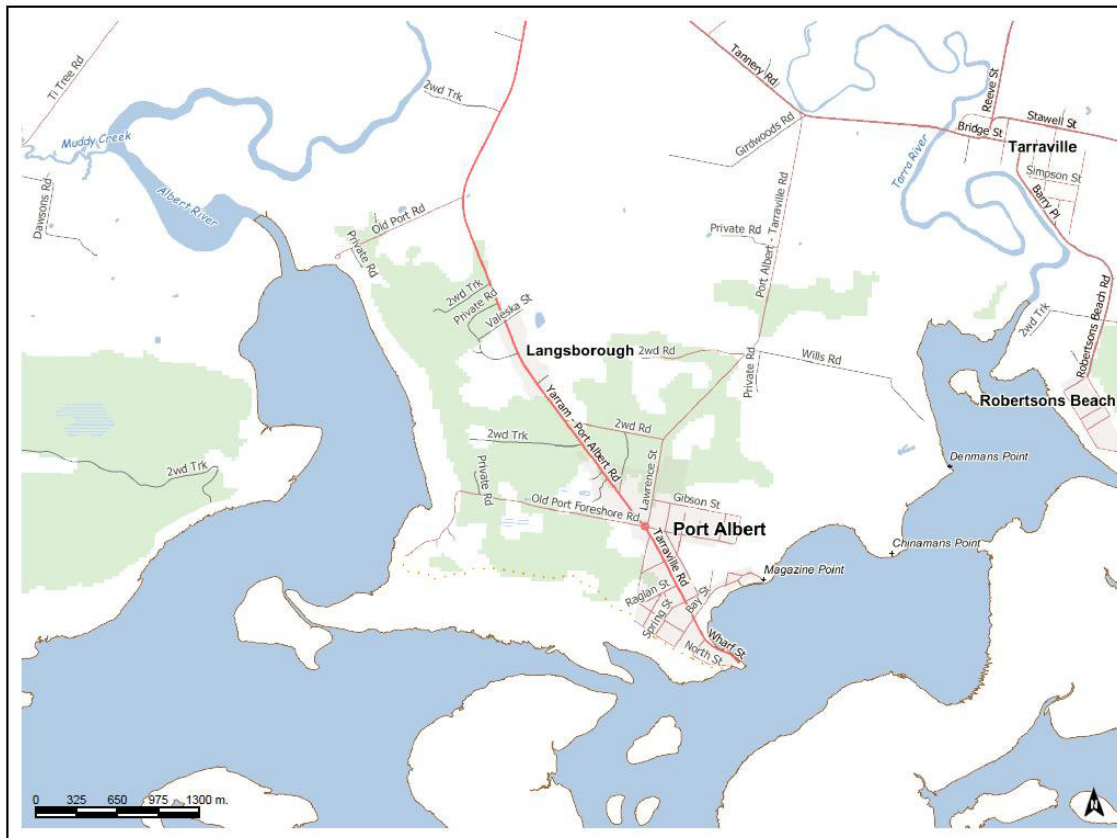 Ti Tree Rd
Tannery Rd
Reeve St
2wd Trk
Stawell St
Bridge St
Muddy Creek
Girdwoods Rd
Tarraville
Tarra River
Simpson St
Albert River
Dawsons Rd
Barry Pl
Old Port Rd
Port Albert - Tarraville Rd
Private Rd
Private Rd
2wd Trk
Private Rd
Robertsons Beach Rd
Valeska St
2wd Trk
Langsborough
2wd Rd
Wills Rd
Private Rd
Robertsons Beach
Yarram - Port Albert Rd
2wd Rd
2wd Trk
Denmans Point
2wd Trk
Private Rd
Lawrence St
Gibson St
Old Port Foreshore Rd
Port Albert
Tarraville Rd
Chinamans Point
Magazine Point
Raglan St
Bay St
Spring St
Wharf St
North St
0 325 650 975 1300 m.
N